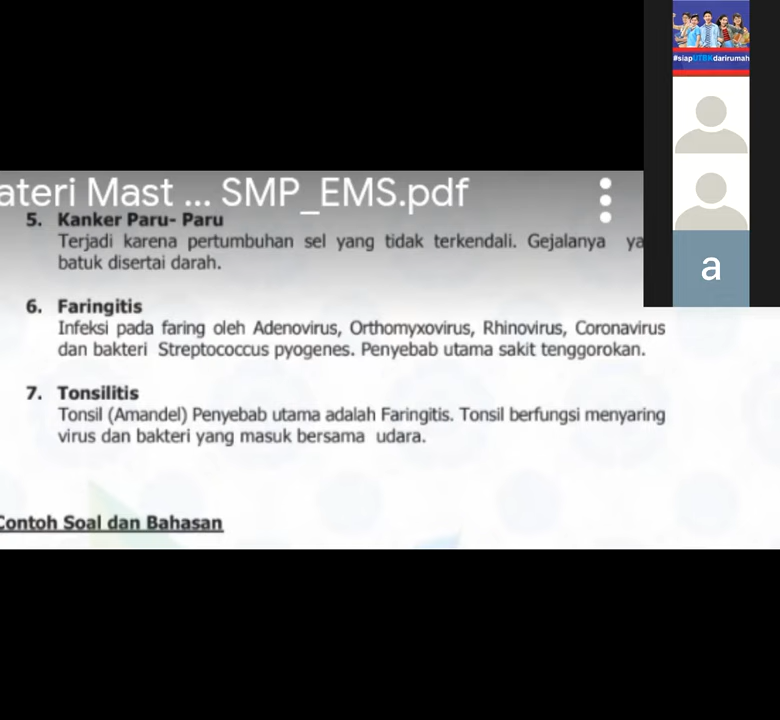 #siapUTBKdarirumah
ateri Mast ... SMP_EMS.pdf
5. Kanker Paru- Paru
Terjadi karena pertumbuhan sel yang tidak terkendali. Gejalanya ya
batuk disertai darah.
6. Faringitis
Infeksi pada faring oleh Adenovirus, Orthomyxovirus, Rhinovirus, Coronavirus
dan bakteri Streptococcus pyogenes. Penyebab utama sakit tenggorokan.
7. Tonsilitis
Tonsil (Amandel) Penyebab utama adalah Faringitis. Tonsil berfungsi menyaring
virus dan bakteri yang masuk bersama udara.
Contoh Soal dan Bahasan
a